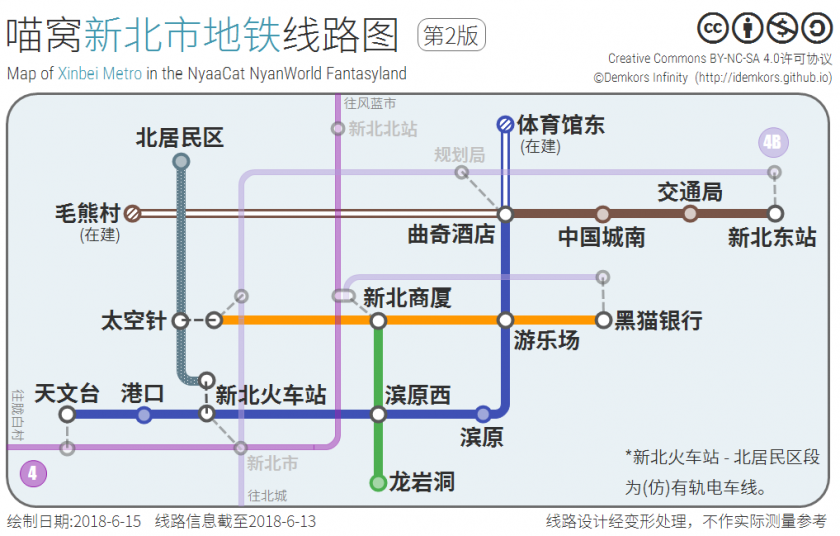 喵窝新北市地铁线路图 第2版
Map of Xinbei Metro in the NyaaCat NyanWorld Fantasyland
cc $
Creative Commons BY-NC-SA 4.0许可协议
©Demkors Infinity (http://idemkors.github.io)
往风蓝市
新北北站
北居民区
体育馆东
(在建)
4B
规划局
交通局
毛熊村
(在建)
曲奇酒店
中国城南
新北东站
新北商厦
太空针
游乐场
黑猫银行
天文台
港口
新北火车站
滨原西
滨原
往胧白村
4
新北市
龙岩洞
往北城
*新北火车站 - 北居民区段
为(仿)有轨电车线。
绘制日期:2018-6-15 线路信息截至2018-6-13
线路设计经变形处理，不作实际测量参考